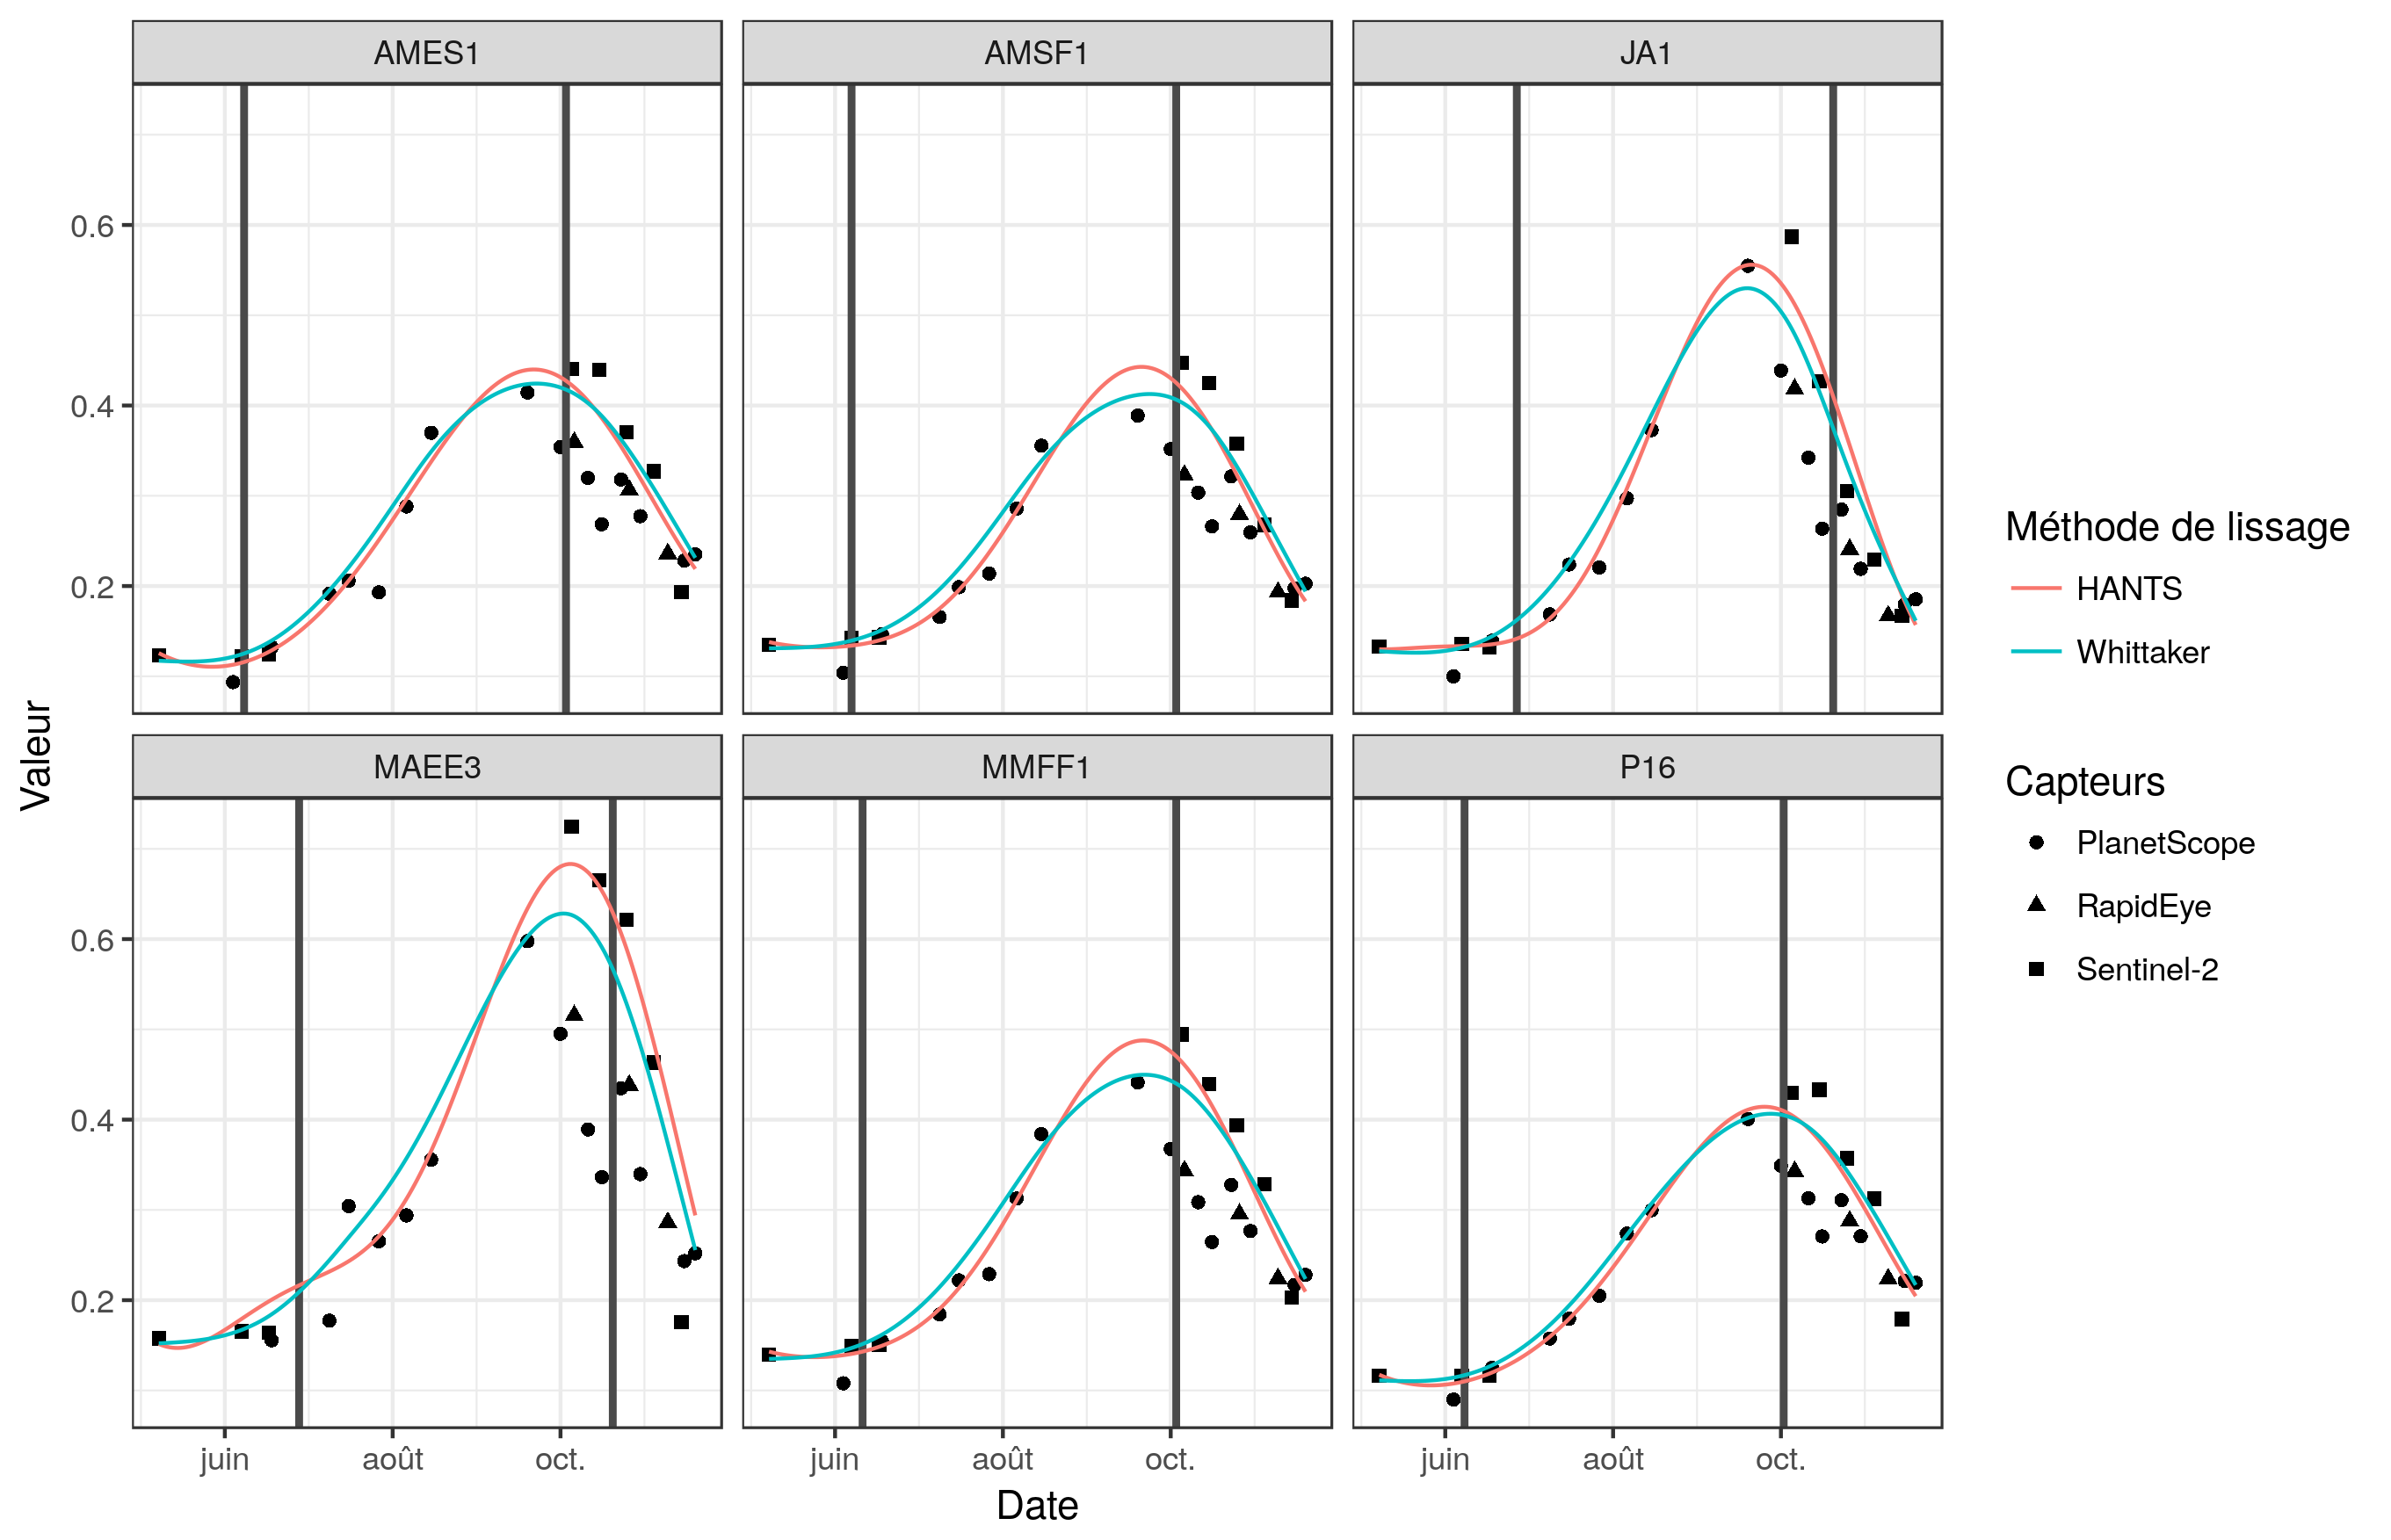 AMES1
AMSF1
JA1
0.6
0.4
0.2
MAEE3
MMFF1
P16
0.6
0.4
0.2
juin
août
oct.
juin
août
oct.
juin
août
oct.
Date
Valeur
Méthode de lissage
HANTS
Whittaker
Capteurs
PlanetScope
RapidEye
Sentinel-2